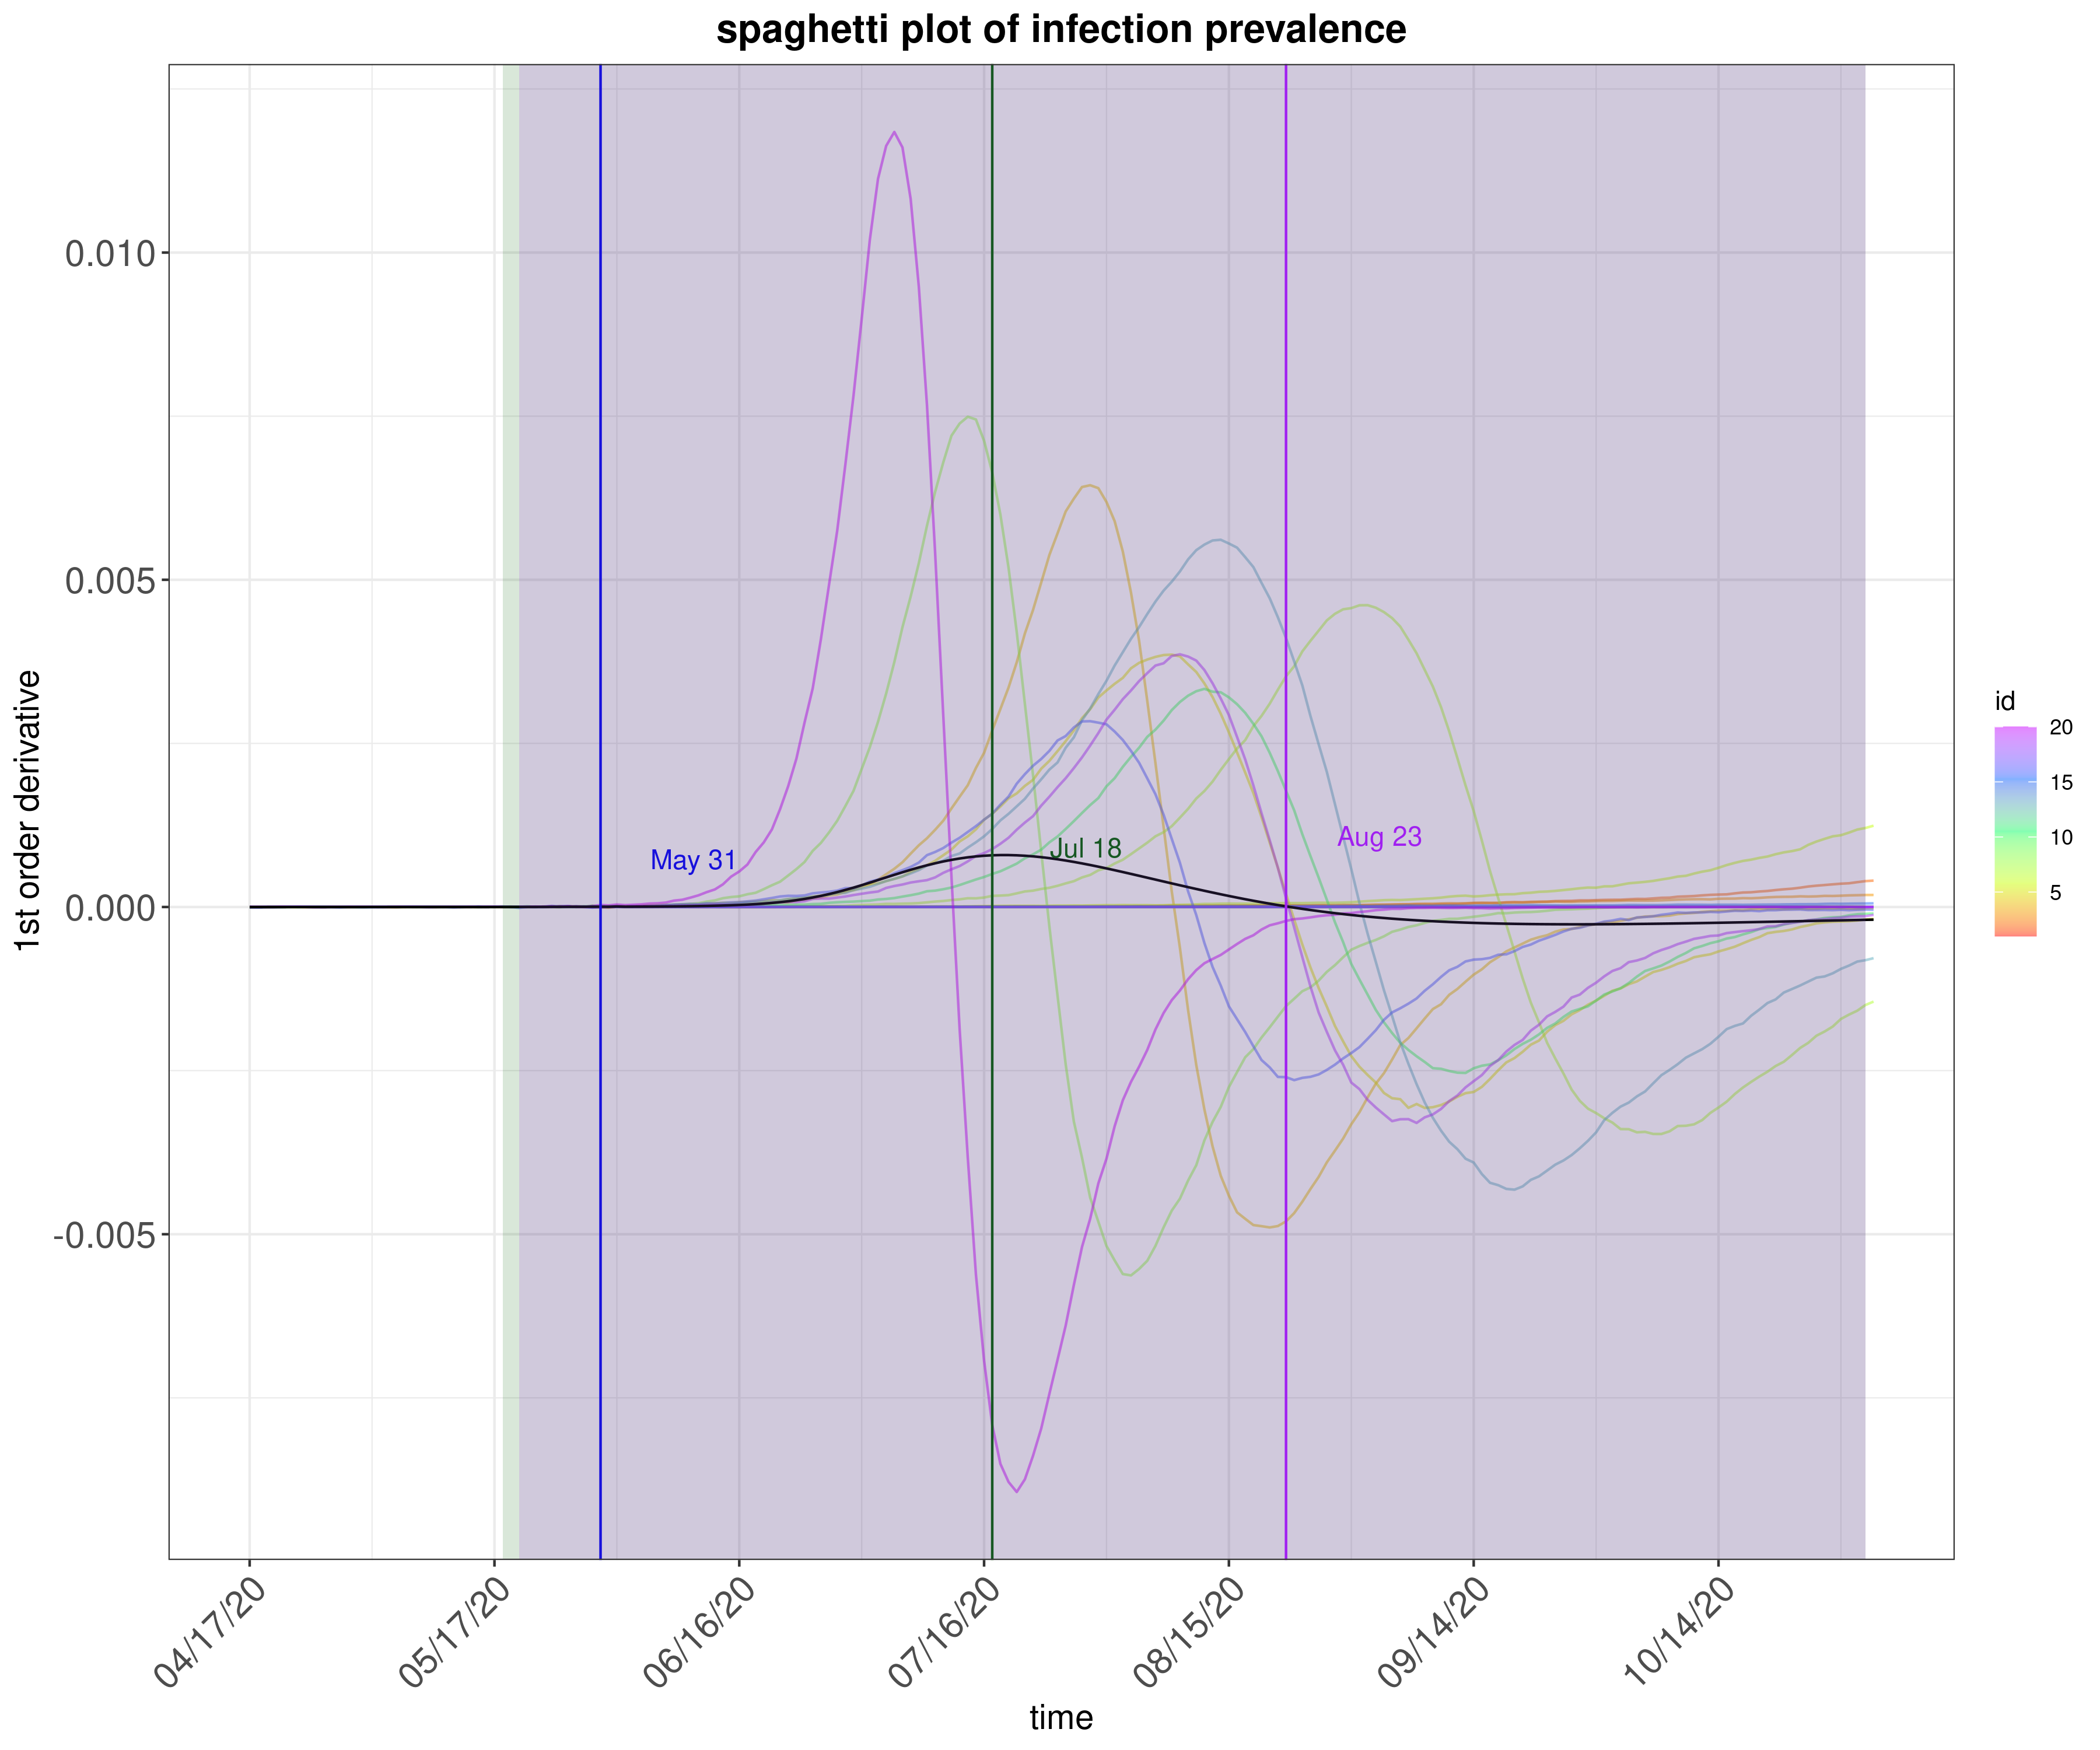 spaghetti plot of infection prevalence
1st order derivative
0.010
0.005
0.000
-0.005
May 31
Jul 18
Aug 23
id
20
15
10
5
04/17/20
05/17/20
06/16/20
07/16/20
08/15/20
09/14/20
10/14/20
time